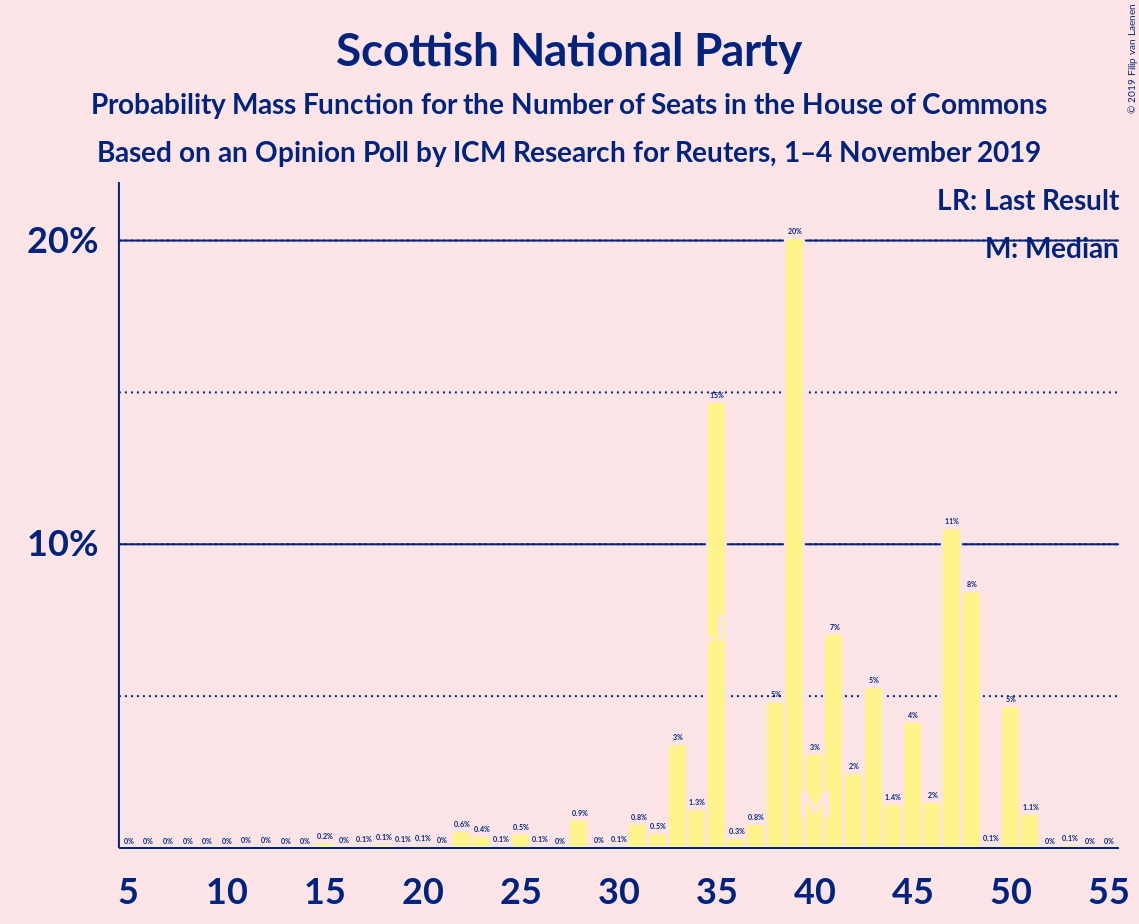 Scottish National Party
Probability Mass Function for the Number of Seats in the House of Commons
Based on an Opinion Poll by ICM Research for Reuters, 1–4 November 2019
© 2019 Filip van Laenen
LR: Last Result
M: Median
20%
10%
0% 0% 0% 0% 0% 0% 0% 0% 0% 0% 0.2% 0% 0.1% 0.1% 0.1% 0.1% 0% 0.6% 0.4% 0.1% 0.5% 0.1% 0% 0.9% 0% 0.1% 0.8% 0.5% 3% 1.3% 15% 0.3% 0.8% 5% 20% 3% 7% 2% 5% 1.4% 4% 2% 11% 8% 0.1% 5% 1.1% 0% 0.1% 0% 0%
M
5 10 15 20 25 30 35 40 45 50 55